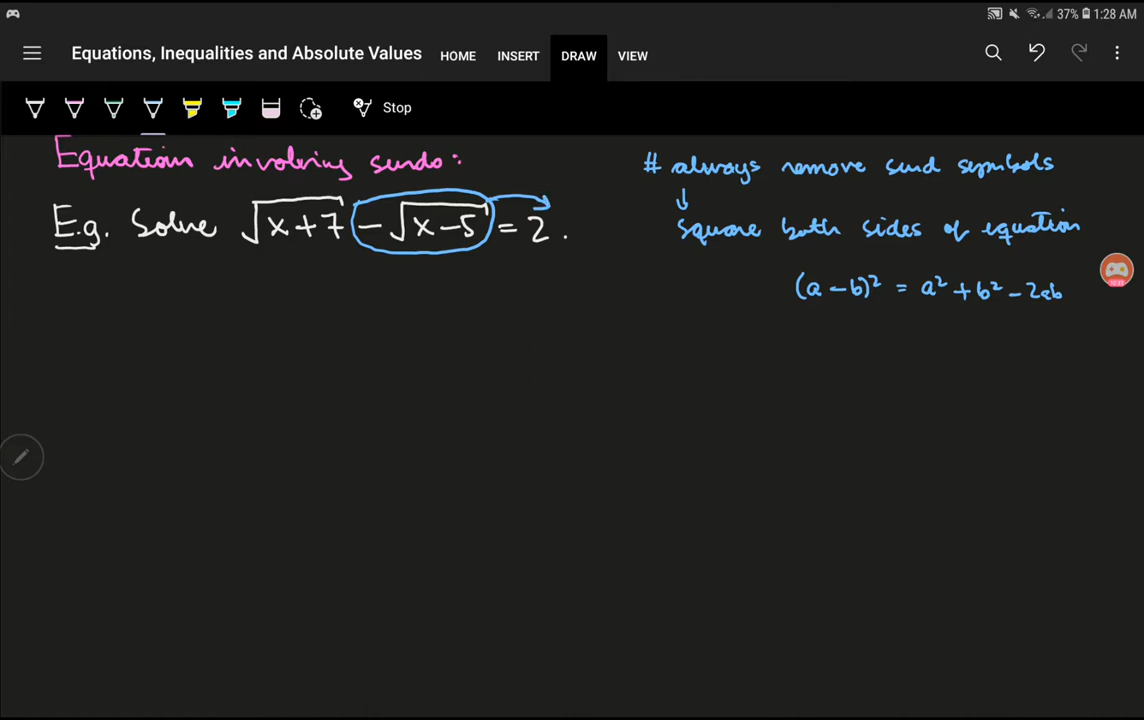 37% 1:28 AM
Equations, Inequalities and Absolute Values HOME INSERT DRAW VIEW
Stop
Equations involving surds:
# always remove surd symbols
↓
E.g. Solve √(x+7) − √(x−5) = 2.
square both sides of equation
(a − b)² = a² + b² − 2ab